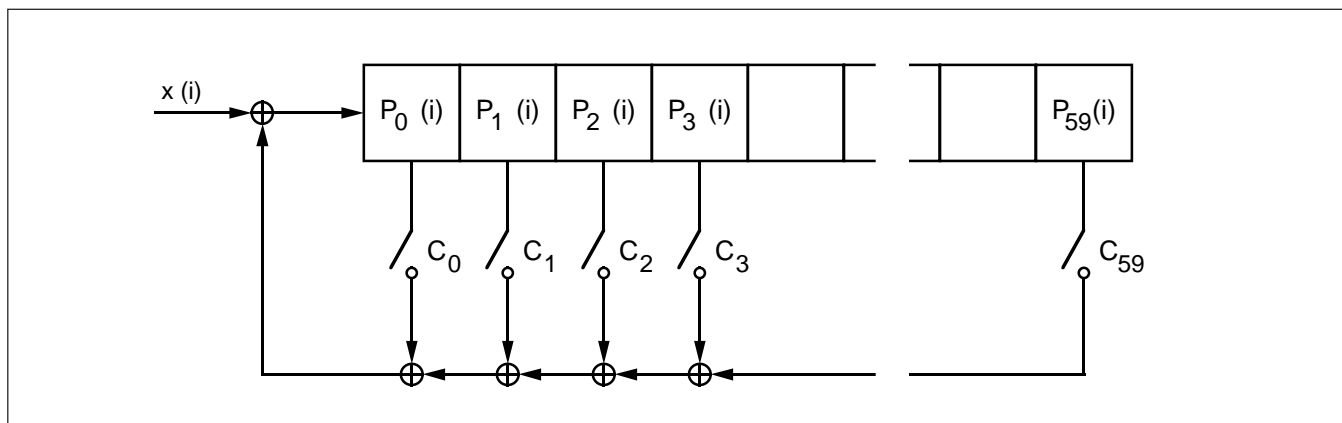 x (i)
P0 (i) P1 (i) P2 (i) P3 (i) P59(i)
C0 C1 C2 C3 C59